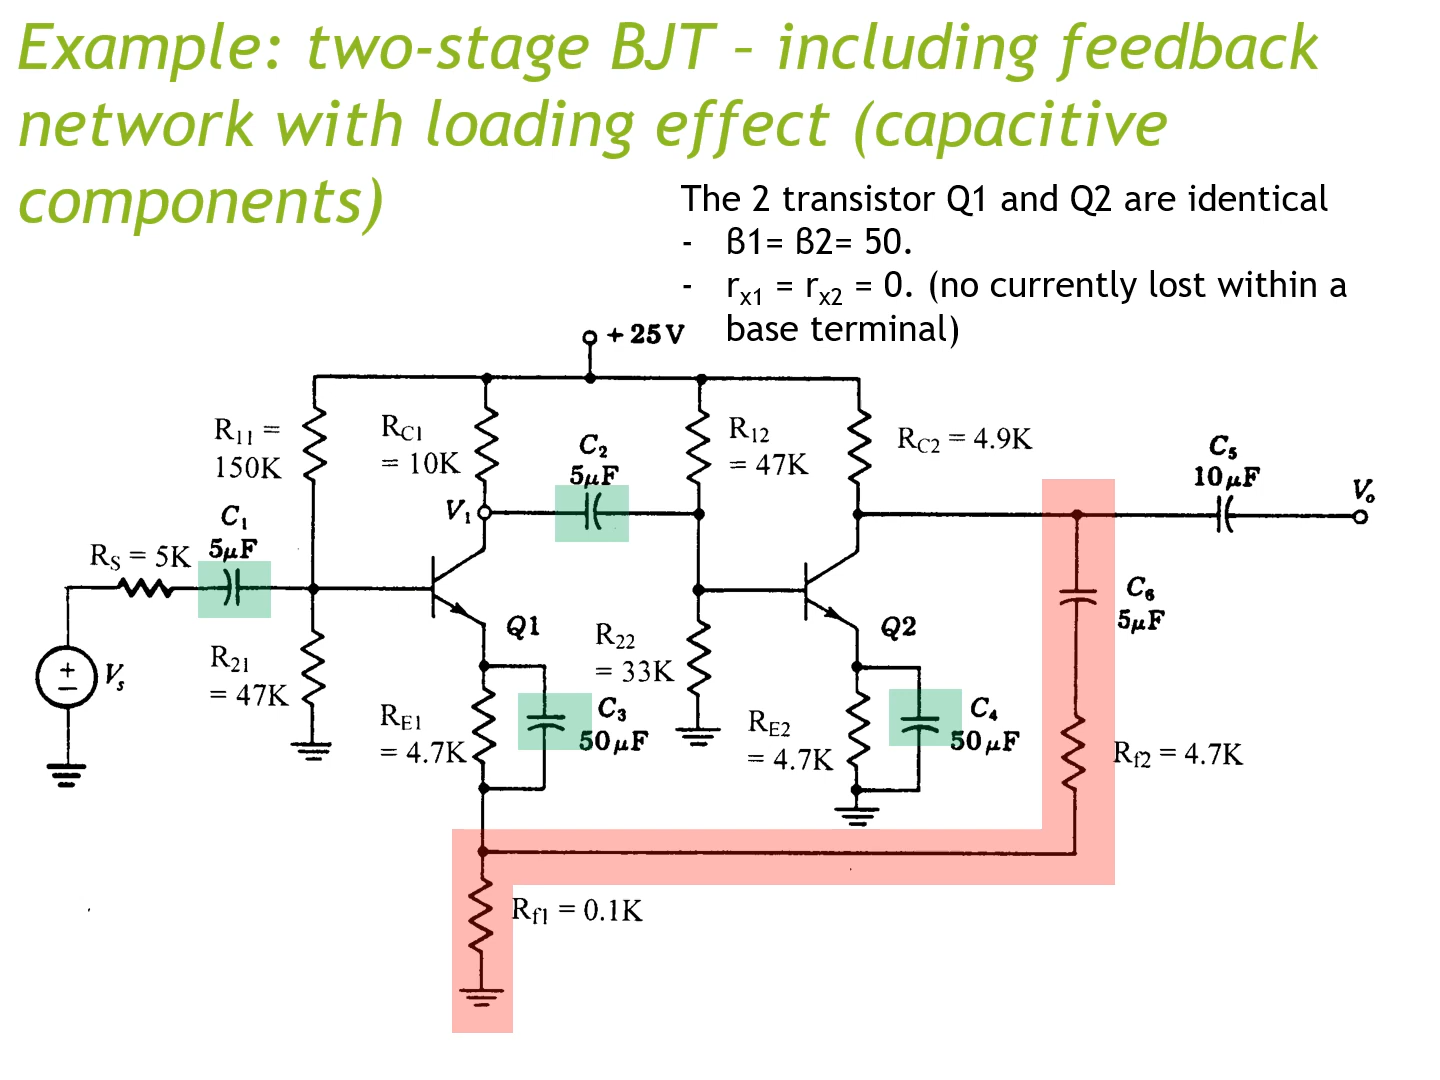 Example: two-stage BJT – including feedback
network with loading effect (capacitive
components)
The 2 transistor Q1 and Q2 are identical
- ß1= ß2= 50.
- rx1 = rx2 = 0. (no currently lost within a
base terminal)
+25V
R11 =
150K
RC1
= 10K
C2
5μF
R12
= 47K
RC2 = 4.9K
C5
10μF
Vo
V1
C1
5μF
RS = 5K
C6
5μF
Q1
Q2
R22
= 33K
R21
= 47K
+
−
Vs
RE1
= 4.7K
C3
50μF
RE2
= 4.7K
C4
50μF
Rf2 = 4.7K
Rf1 = 0.1K